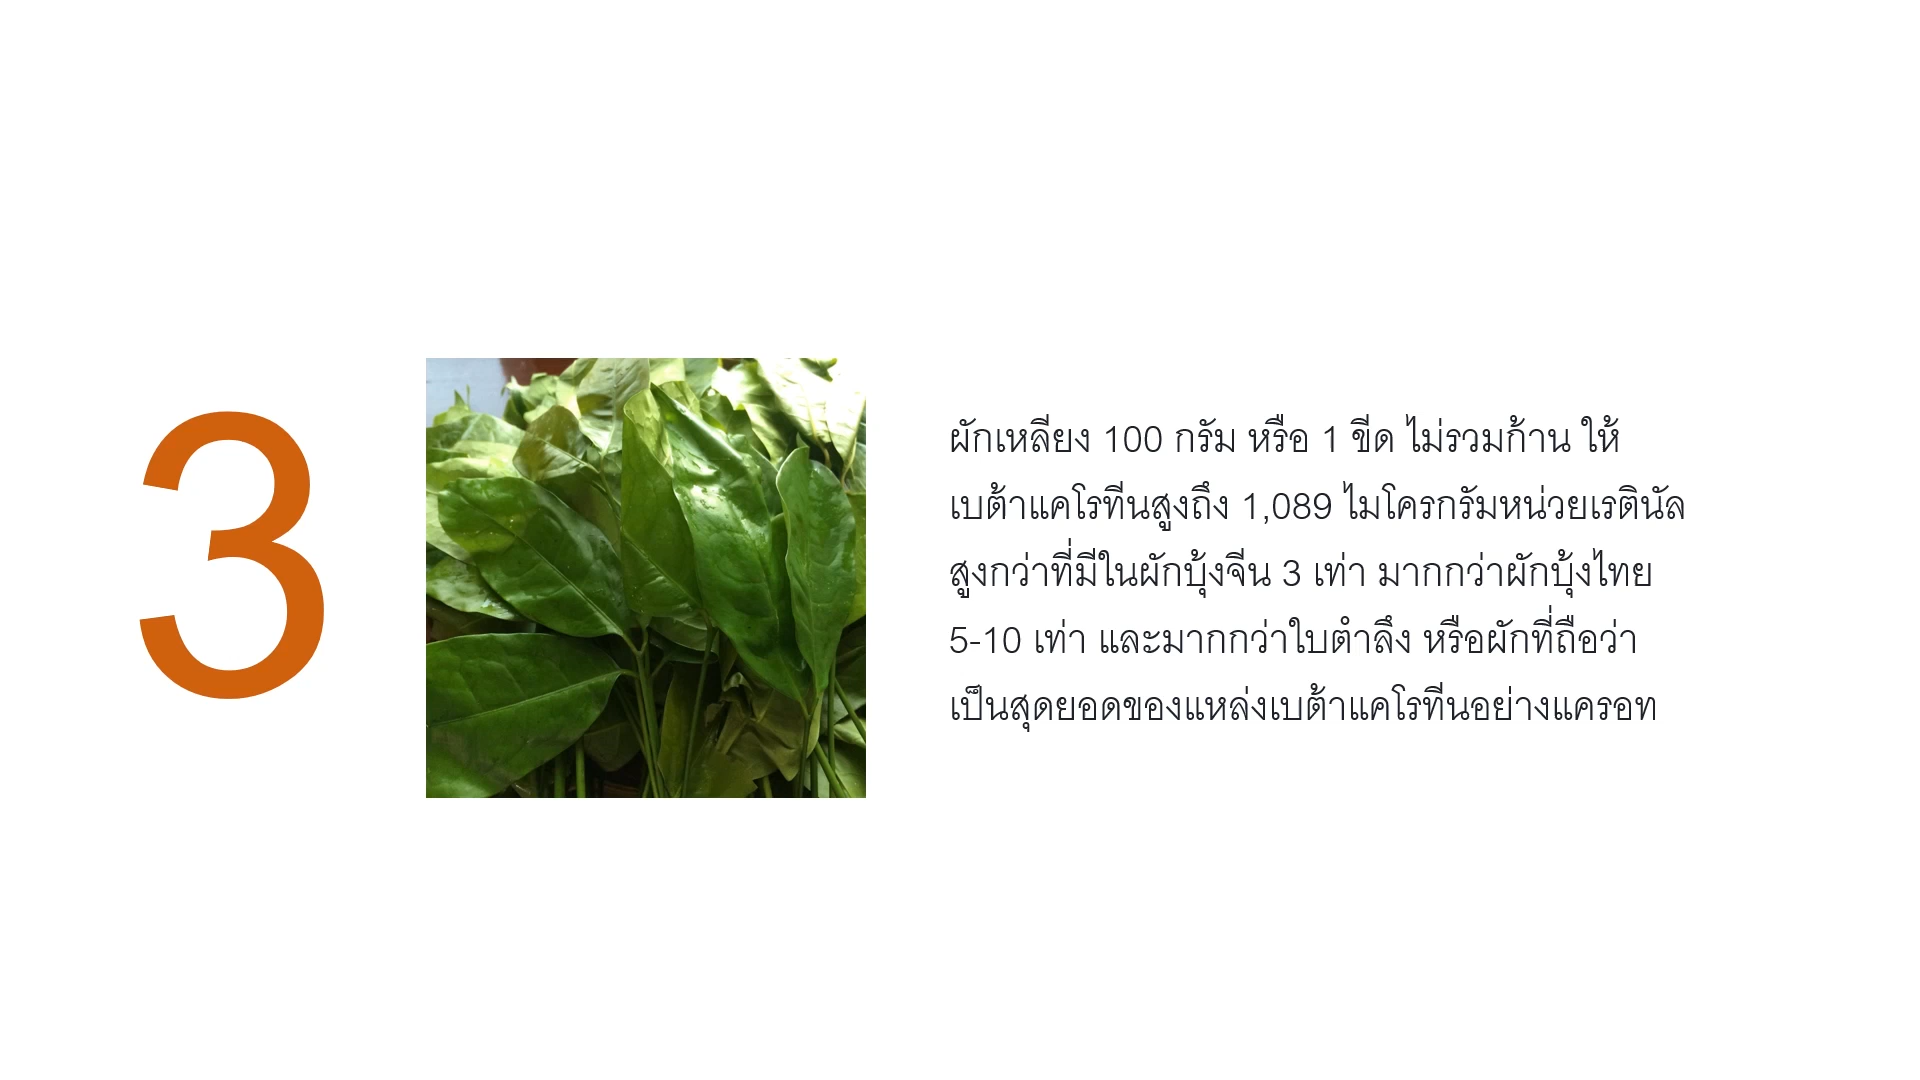 3
ผักเหลียง 100 กรัม หรือ 1 ขีด ไม่รวมก้าน ให้
เบต้าแคโรทีนสูงถึง 1,089 ไมโครกรัมหน่วยเรตินัล
สูงกว่าที่มีในผักบุ้งจีน 3 เท่า มากกว่าผักบุ้งไทย
5-10 เท่า และมากกว่าใบตำลึง หรือผักที่ถือว่า
เป็นสุดยอดของแหล่งเบต้าแคโรทีนอย่างแครอท